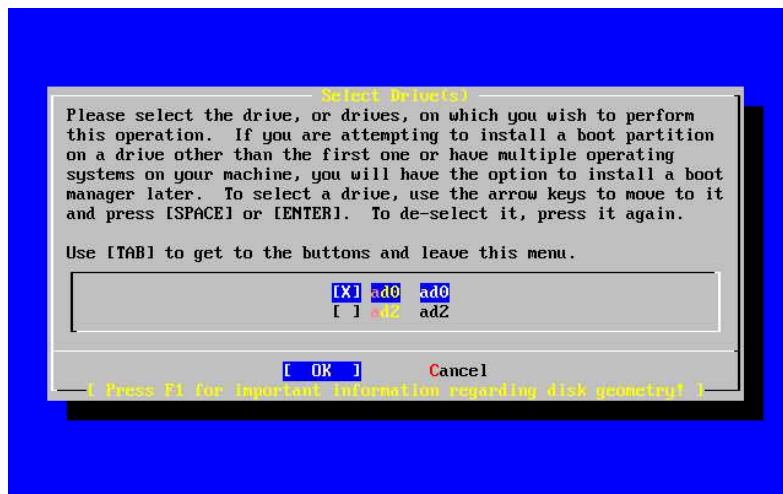 Select Drive(s)
Please select the drive, or drives, on which you wish to perform
this operation.  If you are attempting to install a boot partition
on a drive other than the first one or have multiple operating
systems on your machine, you will have the option to install a boot
manager later.  To select a drive, use the arrow keys to move to it
and press [SPACE] or [ENTER].  To de-select it, press it again.
Use [TAB] to get to the buttons and leave this menu.
[X] ad0 ad0
[ ] ad2 ad2
[ OK ] Cancel
[ Press F1 for important information regarding disk geometry! ]